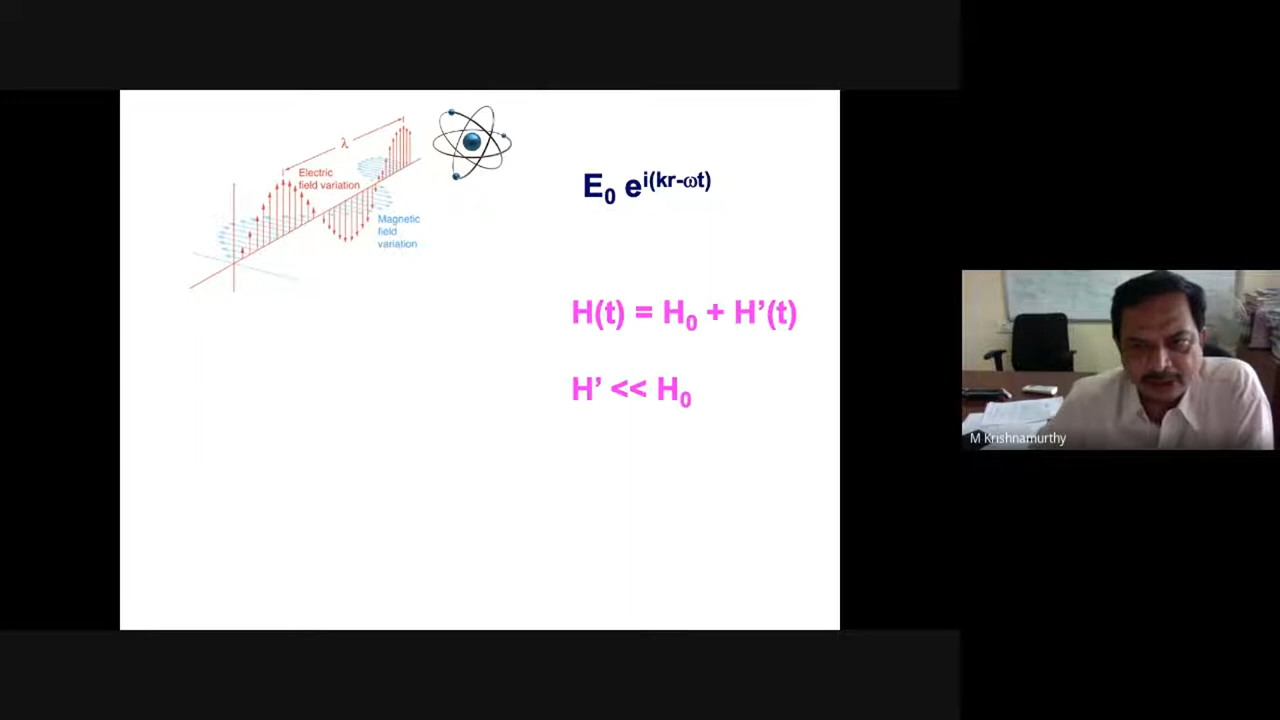 λ
Electric
field variation
Magnetic
field
variation
E₀ eⁱ⁽ᵏʳ⁻ωᵗ⁾
H(t) = H₀ + H’(t)
H’ << H₀
M Krishnamurthy